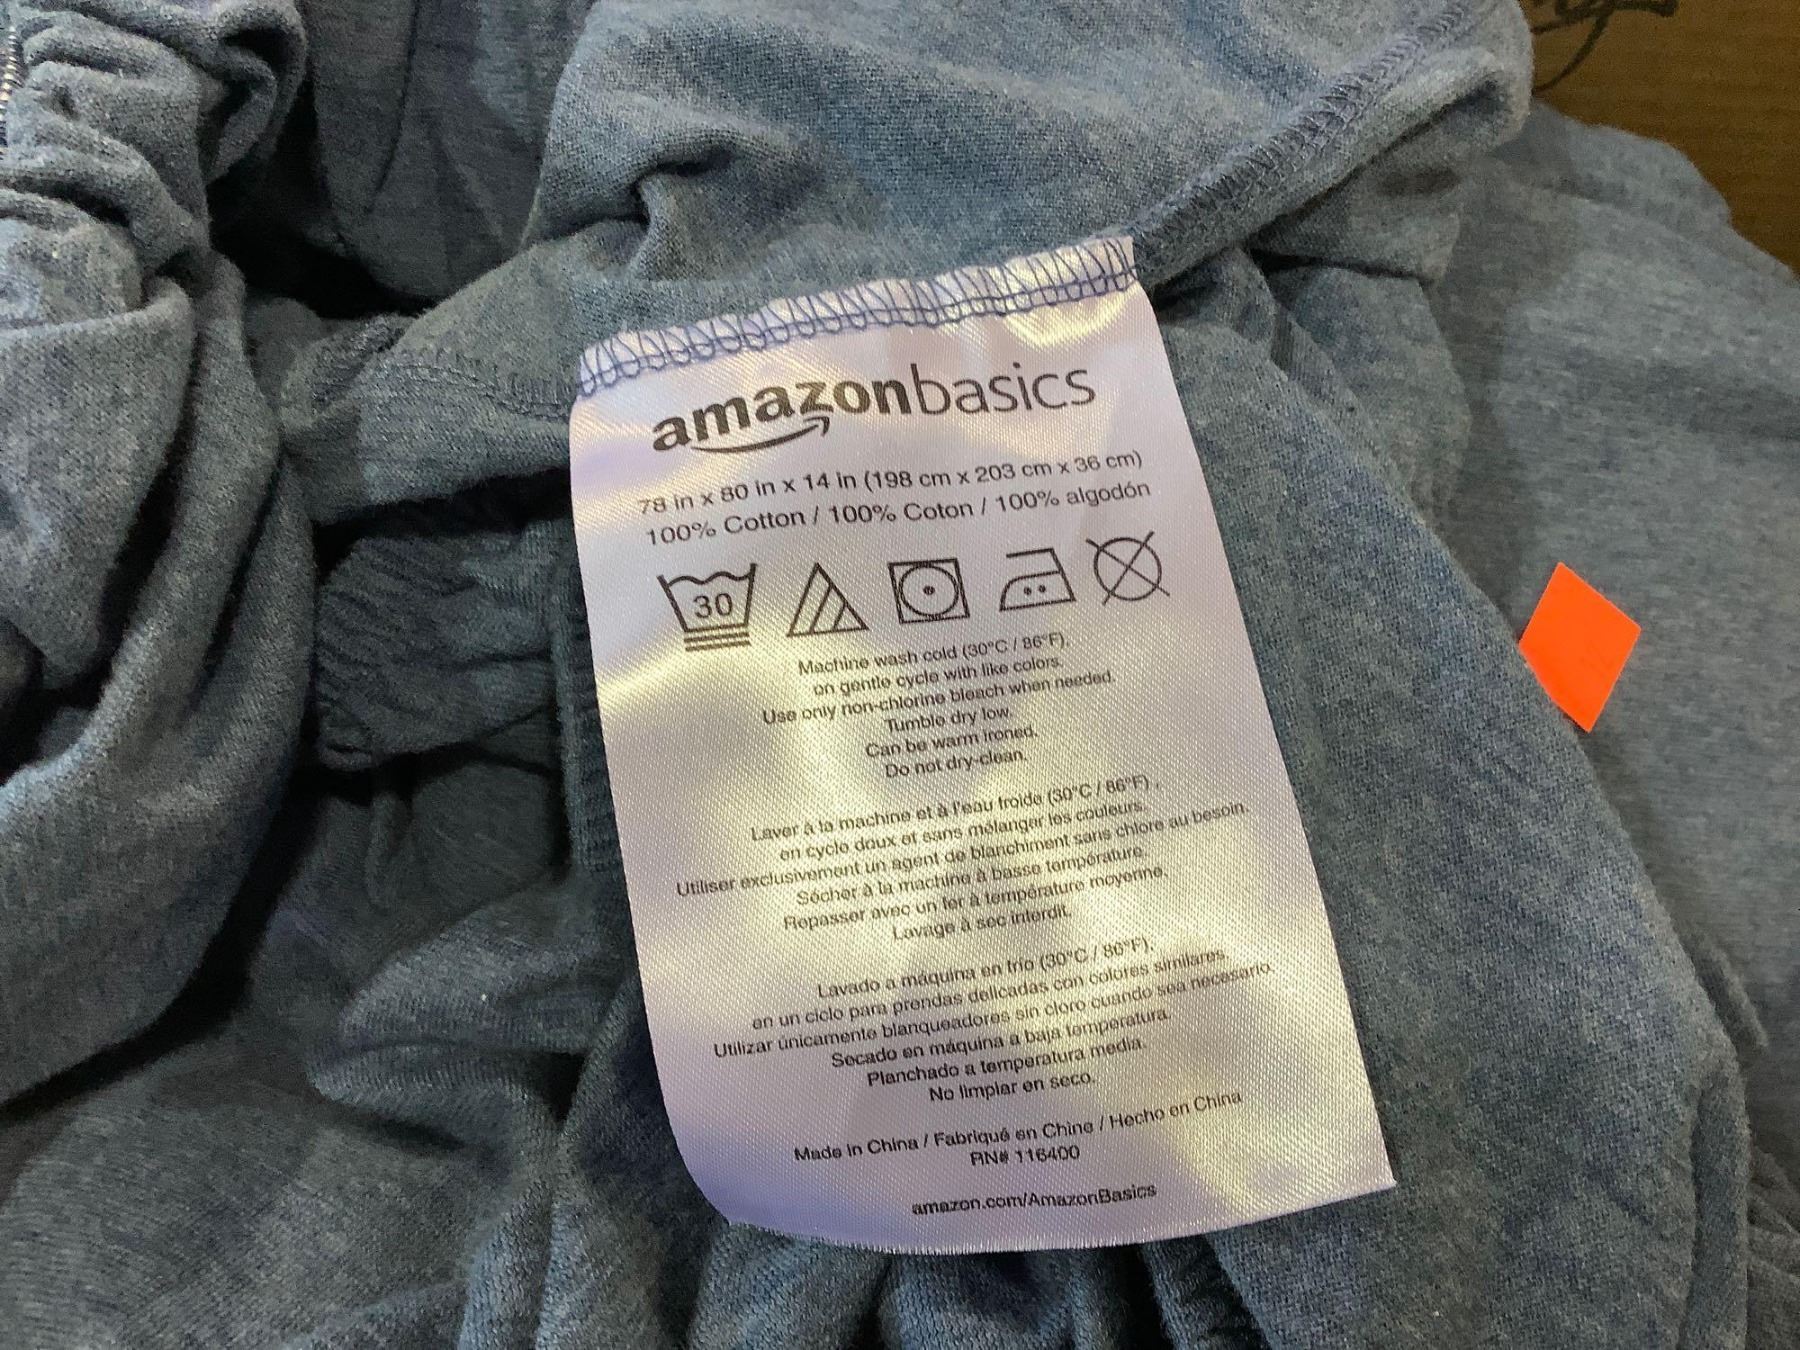 amazonbasics
78 in x 80 in x 14 in (198 cm x 203 cm x 36 cm)
100% Cotton / 100% Coton / 100% algodón
30
Machine wash cold (30°C / 86°F),
on gentle cycle with like colors.
Use only non-chlorine bleach when needed.
Tumble dry low.
Can be warm ironed.
Do not dry-clean.
Laver à la machine et à l'eau froide (30°C / 86°F),
en cycle doux et sans mélanger les couleurs.
Utiliser exclusivement un agent de blanchiment sans chlore au besoin.
Sécher à la machine à basse température.
Repasser avec un fer à température moyenne.
Lavage à sec interdit.
Lavado a máquina en frío (30°C / 86°F),
en un ciclo para prendas delicadas con colores similares.
Utilizar únicamente blanqueadores sin cloro cuando sea necesario.
Secado en máquina a baja temperatura.
Planchado a temperatura media.
No limpiar en seco.
Made in China / Fabriqué en Chine / Hecho en China
RN# 116400
amazon.com/AmazonBasics